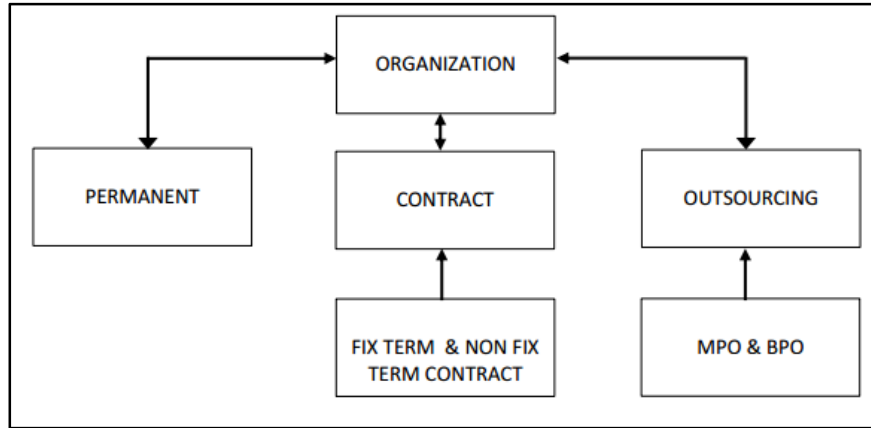 ORGANIZATION
PERMANENT
CONTRACT
OUTSOURCING
FIX TERM & NON FIX
TERM CONTRACT
MPO & BPO